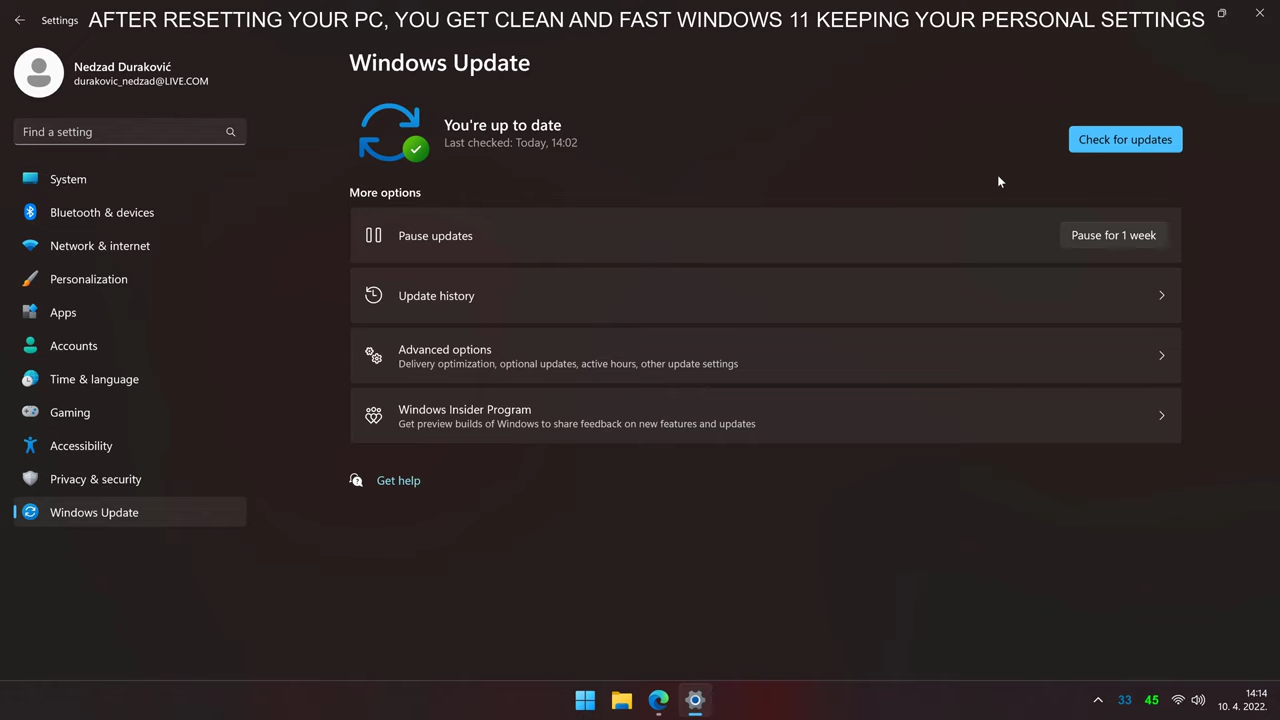 Settings
AFTER RESETTING YOUR PC, YOU GET CLEAN AND FAST WINDOWS 11 KEEPING YOUR PERSONAL SETTINGS
Nedzad Duraković
durakovic_nedzad@LIVE.COM
Find a setting
System
Bluetooth & devices
Network & internet
Personalization
Apps
Accounts
Time & language
Gaming
Accessibility
Privacy & security
Windows Update
Windows Update
You're up to date
Last checked: Today, 14:02
Check for updates
More options
Pause updates
Pause for 1 week
Update history
Advanced options
Delivery optimization, optional updates, active hours, other update settings
Windows Insider Program
Get preview builds of Windows to share feedback on new features and updates
Get help
33 45
14:14
10. 4. 2022.